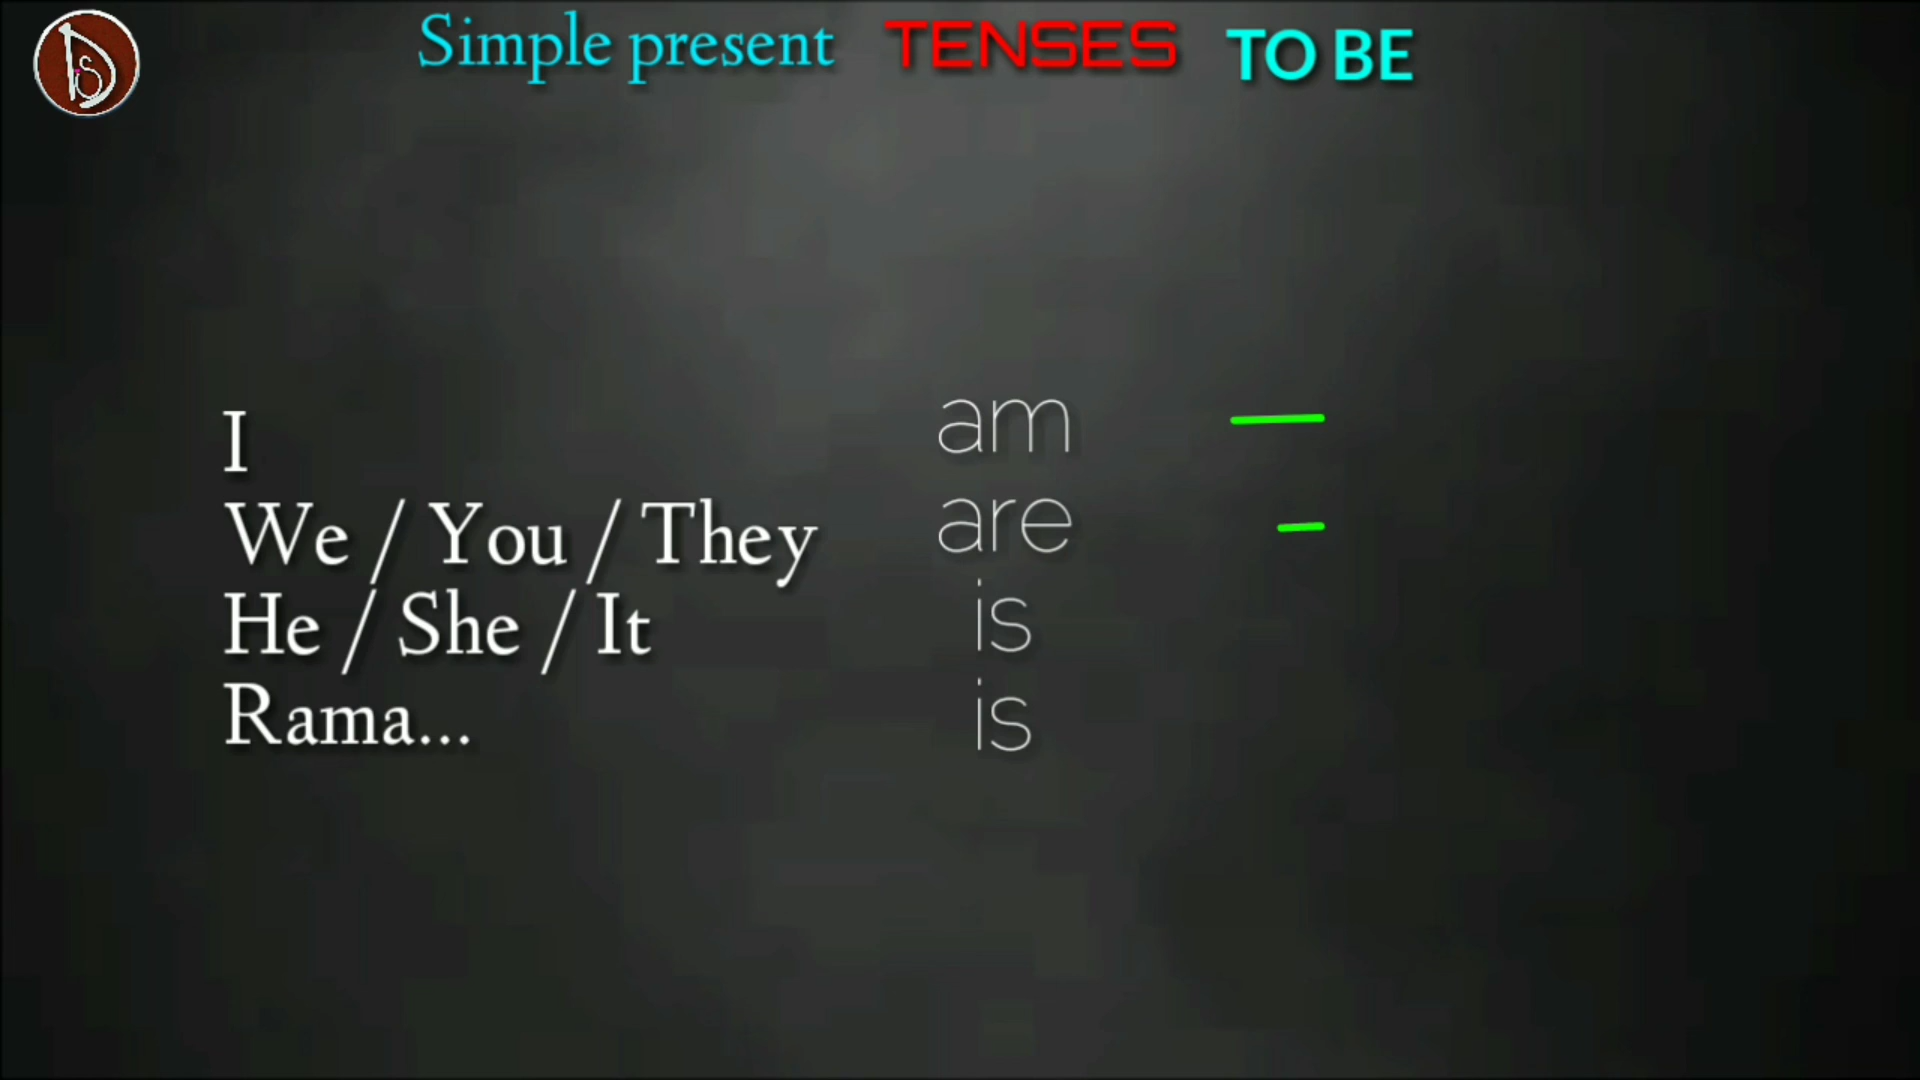 Simple present TENSES TO BE
I am
We / You / They are
He / She / It is
Rama... is